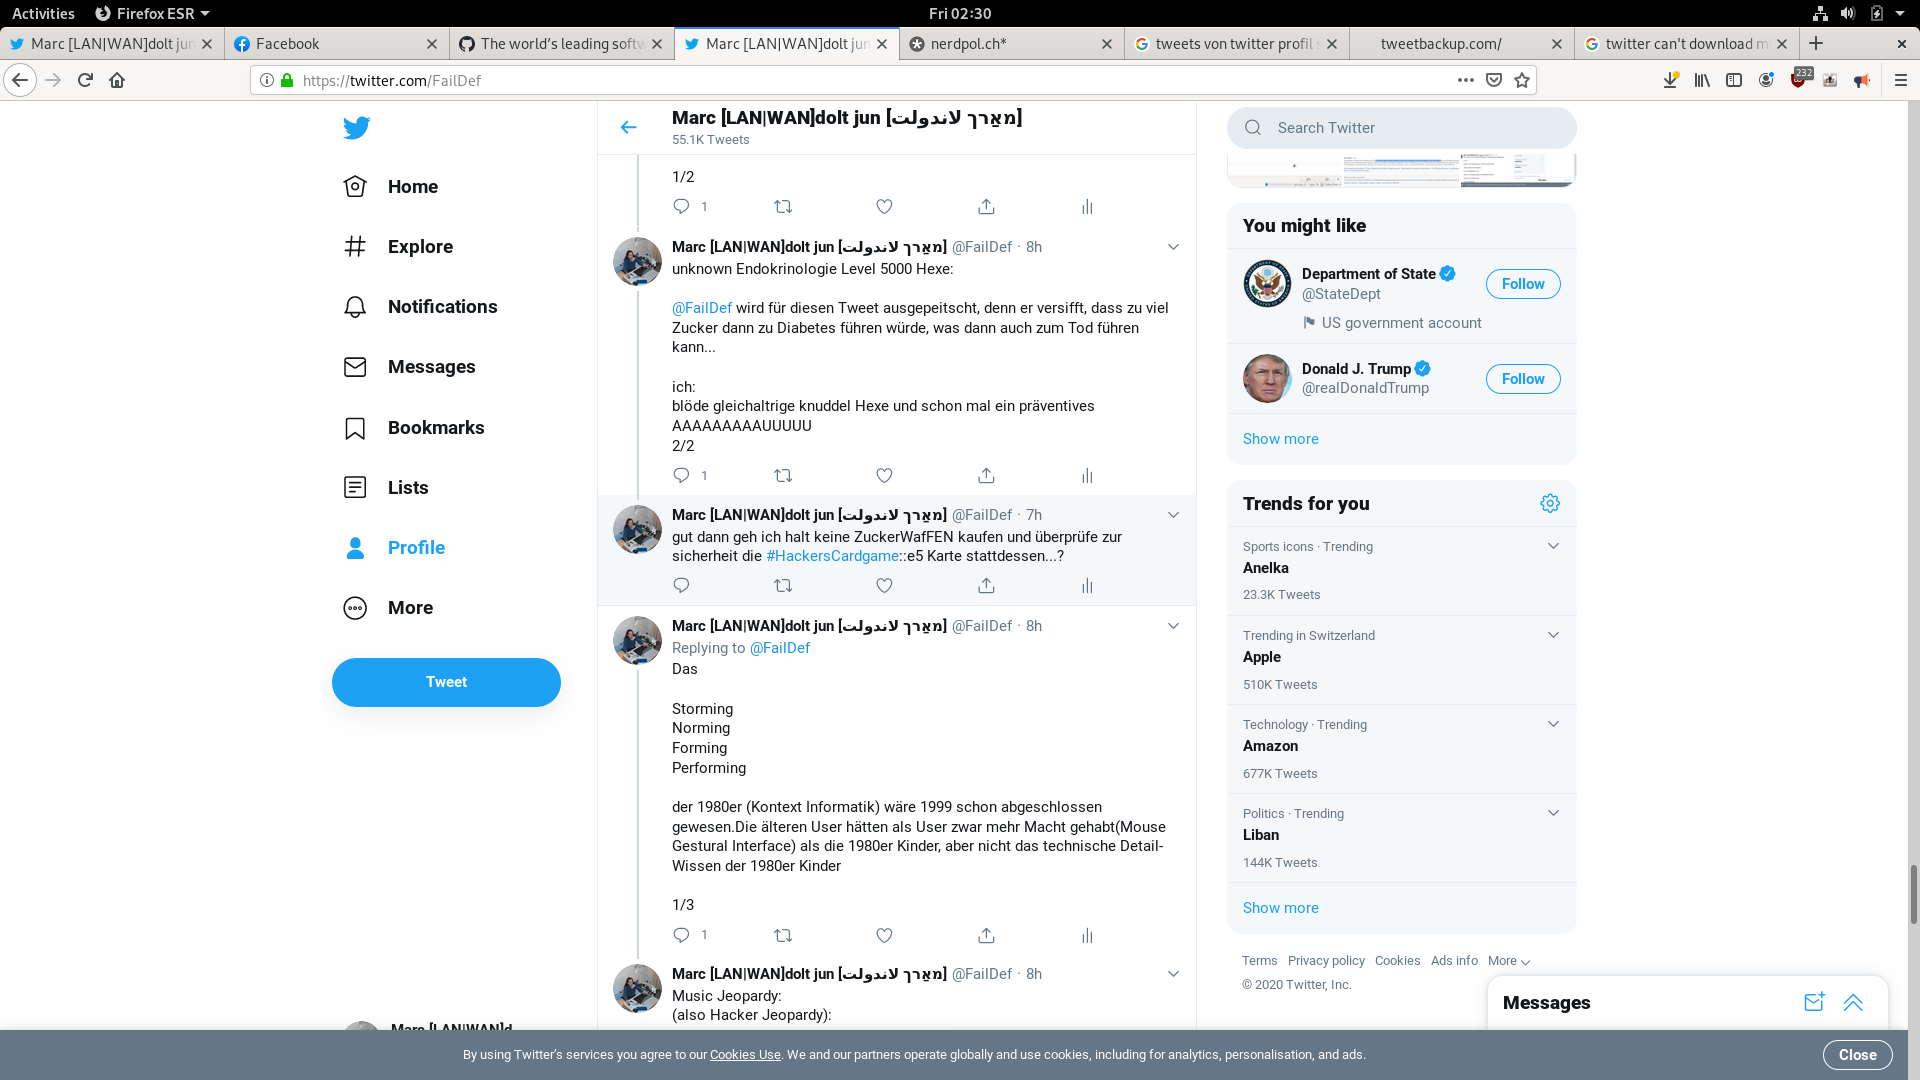 Activities Firefox ESR Fri 02:30
Marc [LAN|WAN]dolt jun
Facebook
The world's leading softw
Marc [LAN|WAN]dolt jun
nerdpol.ch*
tweets von twitter profil s
tweetbackup.com/
twitter can't download m
https://twitter.com/FailDef
232
Home
Explore
Notifications
Messages
Bookmarks
Lists
Profile
More
Tweet
Marc [LAN|WAN]d
Marc [LAN|WAN]dolt jun [מאַרך לאנדולת]
55.1K Tweets
1/2
1
Marc [LAN|WAN]dolt jun [מאַרך לאנדולת] @FailDef · 8h
unknown Endokrinologie Level 5000 Hexe:
@FailDef wird für diesen Tweet ausgepeitscht, denn er versifft, dass zu viel
Zucker dann zu Diabetes führen würde, was dann auch zum Tod führen
kann...
ich:
blöde gleichaltrige knuddel Hexe und schon mal ein präventives
AAAAAAAAAUUUUU
2/2
1
Marc [LAN|WAN]dolt jun [מאַרך לאנדולת] @FailDef · 7h
gut dann geh ich halt keine ZuckerWafFEN kaufen und überprüfe zur
sicherheit die #HackersCardgame::e5 Karte stattdessen...?
Marc [LAN|WAN]dolt jun [מאַרך לאנדולת] @FailDef · 8h
Replying to @FailDef
Das
Storming
Norming
Forming
Performing
der 1980er (Kontext Informatik) wäre 1999 schon abgeschlossen
gewesen.Die älteren User hätten als User zwar mehr Macht gehabt(Mouse
Gestural Interface) als die 1980er Kinder, aber nicht das technische Detail-
Wissen der 1980er Kinder
1/3
1
Marc [LAN|WAN]dolt jun [מאַרך לאנדולת] @FailDef · 8h
Music Jeopardy:
(also Hacker Jeopardy):
Search Twitter
You might like
Department of State
@StateDept
US government account
Follow
Donald J. Trump
@realDonaldTrump
Follow
Show more
Trends for you
Sports icons · Trending
Anelka
23.3K Tweets
Trending in Switzerland
Apple
510K Tweets
Technology · Trending
Amazon
677K Tweets
Politics · Trending
Liban
144K Tweets
Show more
Terms Privacy policy Cookies Ads info More
© 2020 Twitter, Inc.
Messages
By using Twitter's services you agree to our Cookies Use. We and our partners operate globally and use cookies, including for analytics, personalisation, and ads.
Close